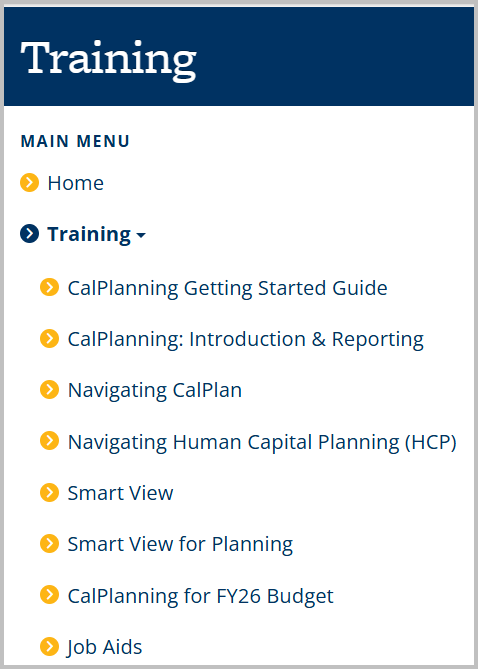 Training
MAIN MENU
Home
Training
CalPlanning Getting Started Guide
CalPlanning: Introduction & Reporting
Navigating CalPlan
Navigating Human Capital Planning (HCP)
Smart View
Smart View for Planning
CalPlanning for FY26 Budget
Job Aids